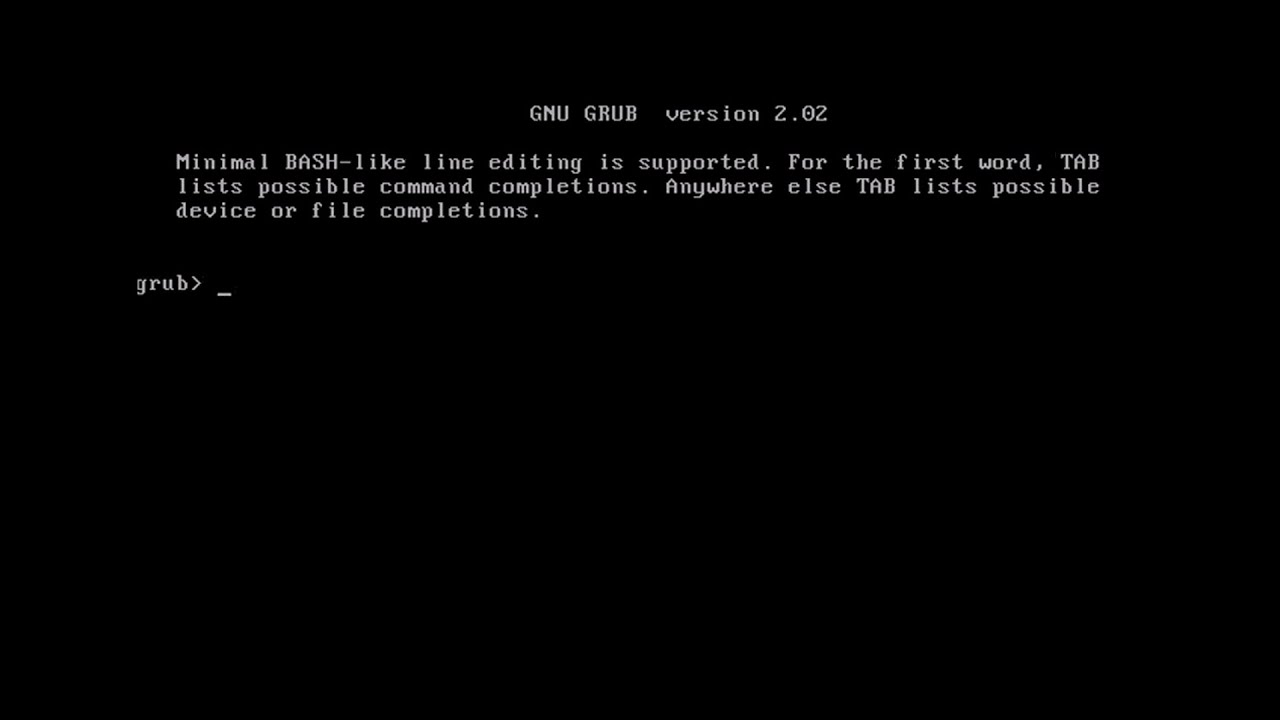 GNU GRUB  version 2.02
Minimal BASH-like line editing is supported. For the first word, TAB
lists possible command completions. Anywhere else TAB lists possible
device or file completions.
grub> _